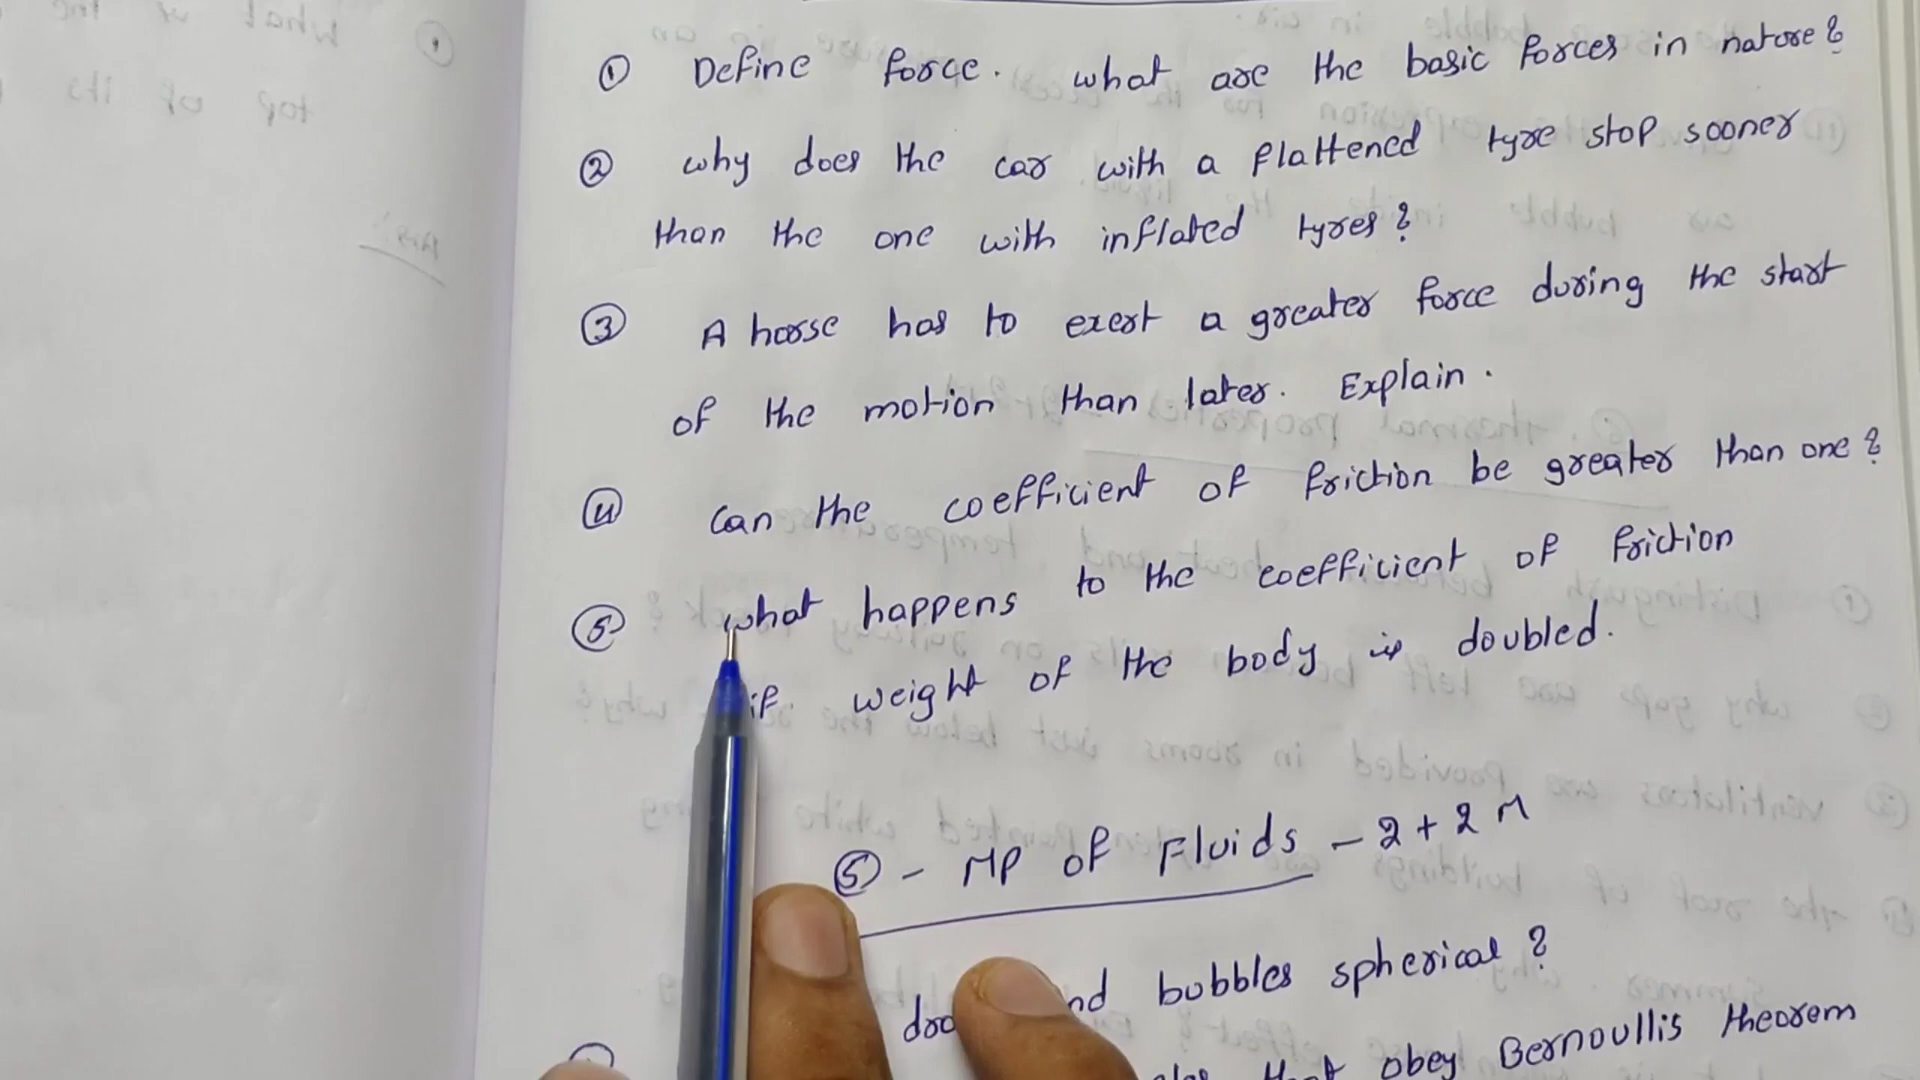 ① Define force. what are the basic forces in nature?
② why does the car with a flattened tyre stop sooner
than the one with inflated tyres?
③ A horse has to exert a greater force during the start
of the motion than later. Explain.
④ can the coefficient of friction be greater than one?
⑤ what happens to the coefficient of friction
if weight of the body is doubled.
⑤ - MP of Fluids - 2 + 2 M
bubbles spherical?
obey Bernoullis theorem